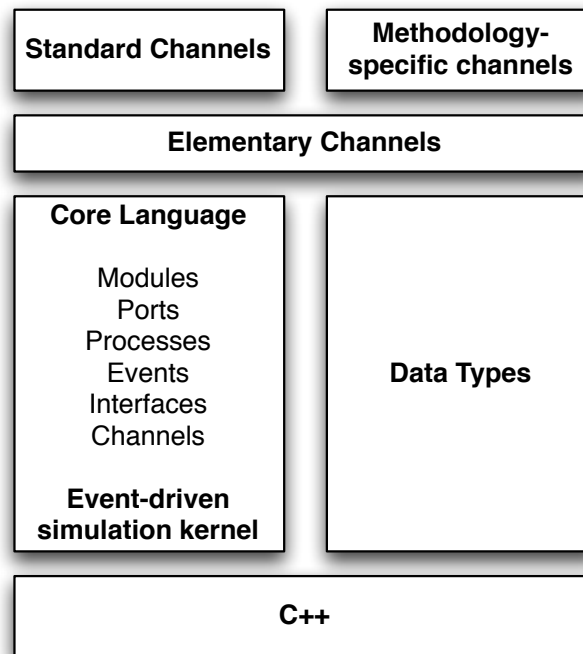 Standard Channels
Methodology-
specific channels
Elementary Channels
Core Language
Modules
Ports
Processes
Events
Interfaces
Channels
Event-driven
simulation kernel
Data Types
C++